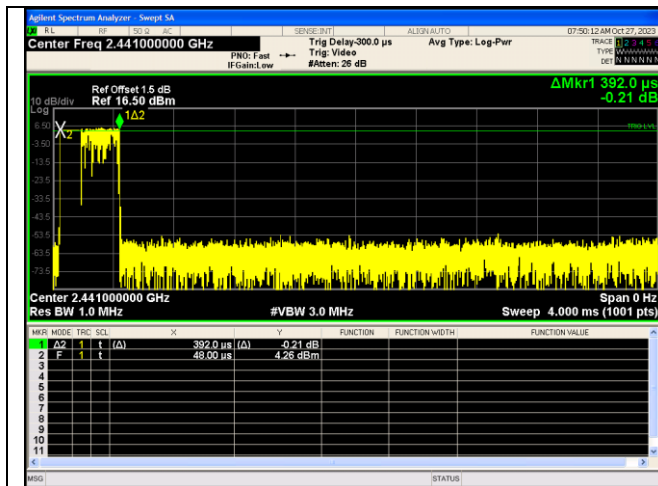 Agilent Spectrum Analyzer - Swept SA
RL RF 50 Ω AC SENSE:INT ALIGN AUTO 07:50:12 AM Oct 27, 2023
Center Freq 2.441000000 GHz
PNO: Fast
IFGain:Low
Trig Delay-300.0 µs
Trig: Video
#Atten: 26 dB
Avg Type: Log-Pwr
TRACE 1 2 3 4 5 6
TYPE
DET N N N N N N
ΔMkr1 392.0 µs
-0.21 dB
Ref Offset 1.5 dB
10 dB/div Ref 16.50 dBm
Log
1Δ2
6.50
X2
TRIG LVL
-3.50
-13.5
-23.5
-33.5
-43.5
-53.5
-63.5
-73.5
Center 2.441000000 GHz Span 0 Hz
Res BW 1.0 MHz #VBW 3.0 MHz Sweep 4.000 ms (1001 pts)
MKR MODE TRC SCL X Y FUNCTION FUNCTION WIDTH FUNCTION VALUE
1 Δ2 1 t (Δ) 392.0 µs (Δ) -0.21 dB
2 F 1 t 48.00 µs 4.26 dBm
3
4
5
6
7
8
9
10
11
MSG STATUS